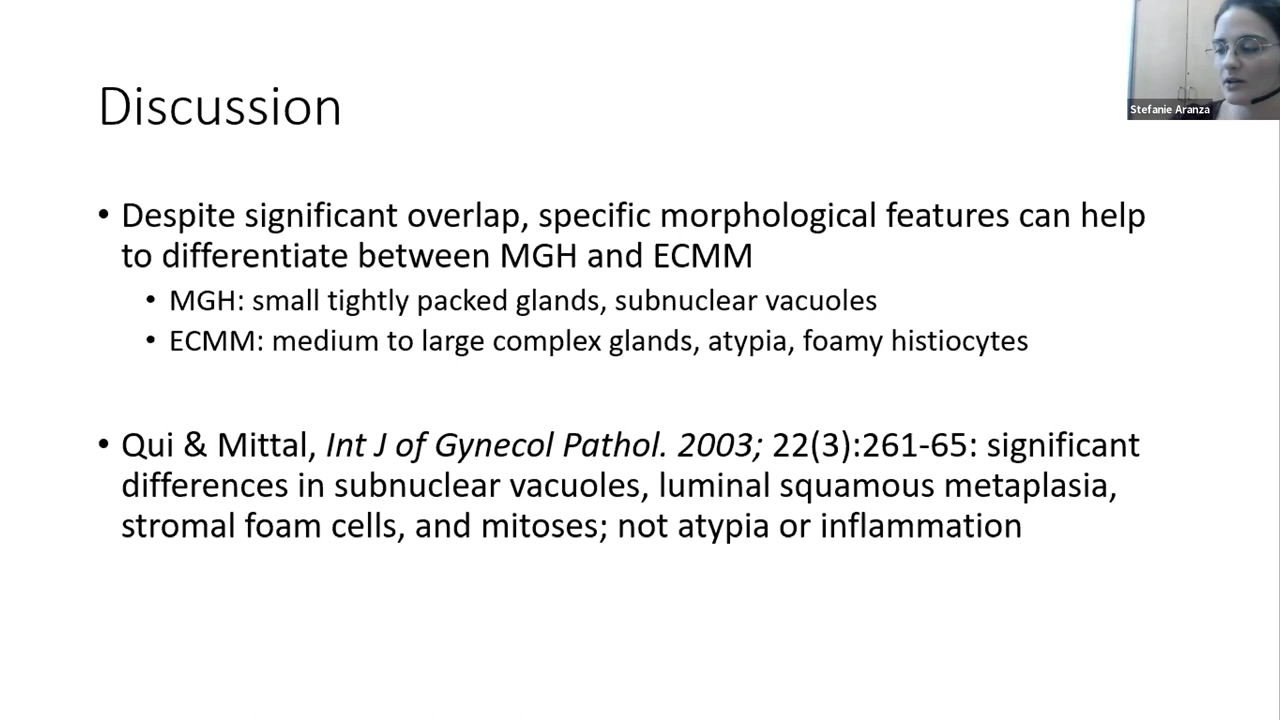 Discussion
Stefanie Aranza
• Despite significant overlap, specific morphological features can help
to differentiate between MGH and ECMM
• MGH: small tightly packed glands, subnuclear vacuoles
• ECMM: medium to large complex glands, atypia, foamy histiocytes
• Qui & Mittal, Int J of Gynecol Pathol. 2003; 22(3):261-65: significant
differences in subnuclear vacuoles, luminal squamous metaplasia,
stromal foam cells, and mitoses; not atypia or inflammation